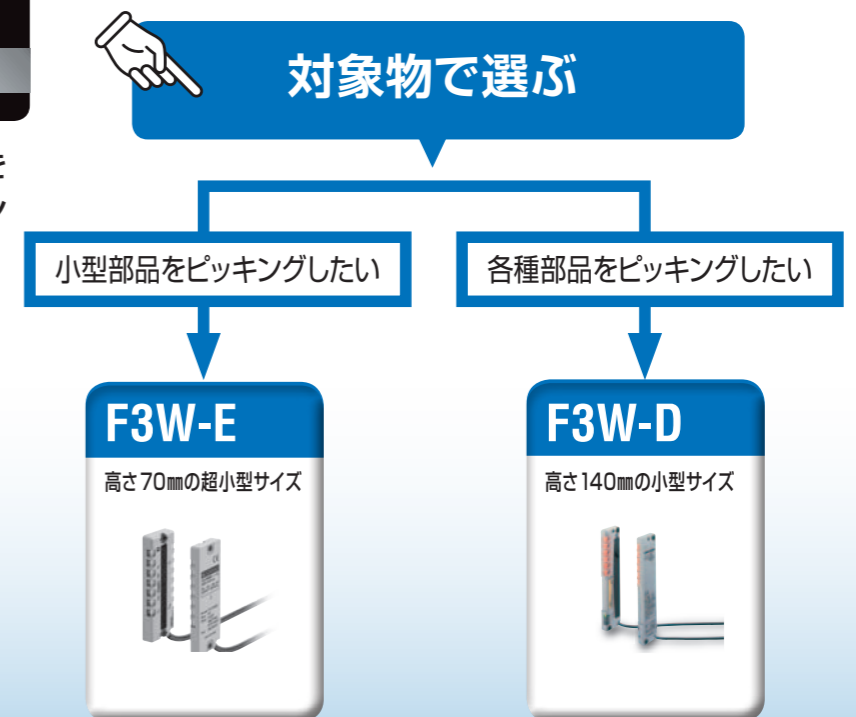 対象物で選ぶ
小型部品をピッキングしたい
各種部品をピッキングしたい
F3W-E
高さ70㎜の超小型サイズ
F3W-D
高さ140㎜の小型サイズ